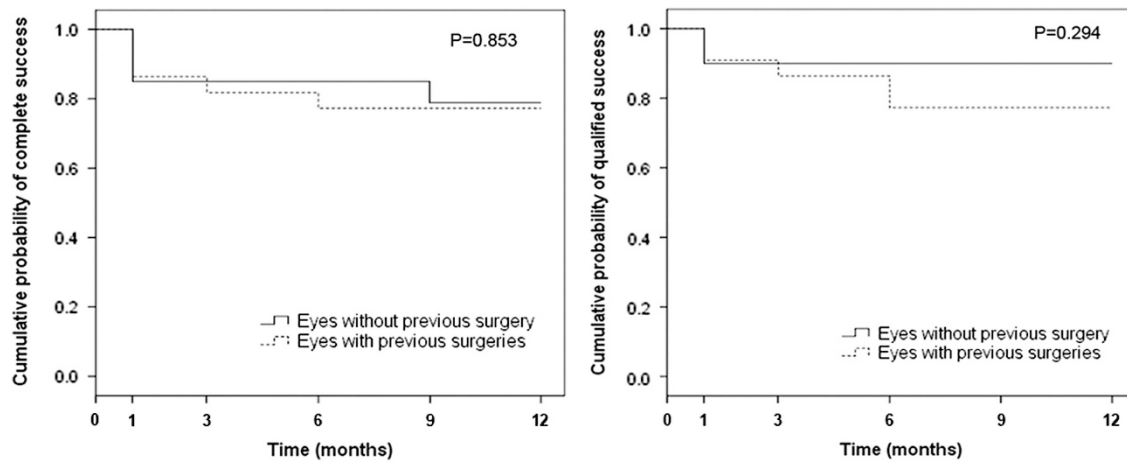 Cumulative probability of complete success
1.0
0.8
0.6
0.4
0.2
0.0
P=0.853
Eyes without previous surgery
Eyes with previous surgeries
0 1 3 6 9 12
Time (months)
Cumulative probability of qualified success
1.0
0.8
0.6
0.4
0.2
0.0
P=0.294
Eyes without previous surgery
Eyes with previous surgeries
0 1 3 6 9 12
Time (months)